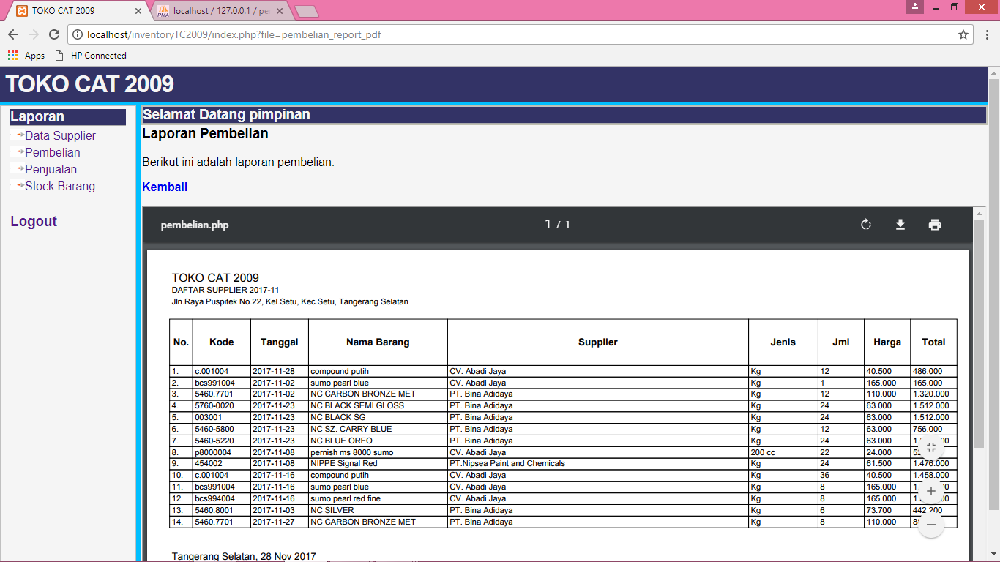 TOKO CAT 2009
localhost / 127.0.0.1 / pe
localhost/inventoryTC2009/index.php?file=pembelian_report_pdf
Apps HP Connected
TOKO CAT 2009
Laporan
Data Supplier
Pembelian
Penjualan
Stock Barang
Logout
Selamat Datang pimpinan
Laporan Pembelian
Berikut ini adalah laporan pembelian.
Kembali
pembelian.php 1 / 1
TOKO CAT 2009
DAFTAR SUPPLIER 2017-11
Jln.Raya Puspitek No.22, Kel.Setu, Kec.Setu, Tangerang Selatan
No. Kode Tanggal Nama Barang Supplier Jenis Jml Harga Total
1. c.001004 2017-11-28 compound putih CV. Abadi Jaya Kg 12 40.500 486.000
2. bcs991004 2017-11-02 sumo pearl blue CV. Abadi Jaya Kg 1 165.000 165.000
3. 5460.7701 2017-11-02 NC CARBON BRONZE MET PT. Bina Adidaya Kg 12 110.000 1.320.000
4. 5760-0020 2017-11-23 NC BLACK SEMI GLOSS PT. Bina Adidaya Kg 24 63.000 1.512.000
5. 003001 2017-11-23 NC BLACK SG PT. Bina Adidaya Kg 24 63.000 1.512.000
6. 5460-5800 2017-11-23 NC SZ. CARRY BLUE PT. Bina Adidaya Kg 12 63.000 756.000
7. 5460-5220 2017-11-23 NC BLUE OREO PT. Bina Adidaya Kg 24 63.000
8. p8000004 2017-11-08 pernish ms 8000 sumo CV. Abadi Jaya 200 cc 22 24.000
9. 454002 2017-11-08 NIPPE Signal Red PT.Nipsea Paint and Chemicals Kg 24 61.500 1.476.000
10. c.001004 2017-11-16 compound putih CV. Abadi Jaya Kg 36 40.500 1.458.000
11. bcs991004 2017-11-16 sumo pearl blue CV. Abadi Jaya Kg 8 165.000
12. bcs994004 2017-11-16 sumo pearl red fine CV. Abadi Jaya Kg 8 165.000
13. 5460.8001 2017-11-03 NC SILVER PT. Bina Adidaya Kg 6 73.700 442.200
14. 5460.7701 2017-11-27 NC CARBON BRONZE MET PT. Bina Adidaya Kg 8 110.000
Tangerang Selatan, 28 Nov 2017